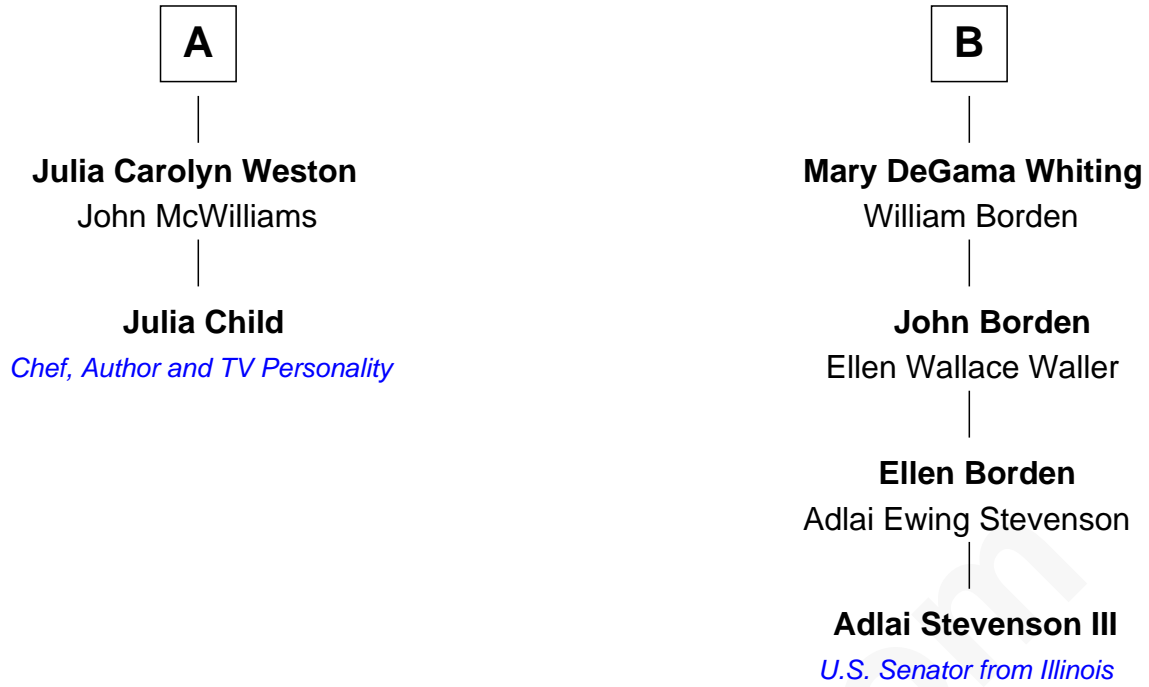 A
Julia Carolyn Weston
John McWilliams
Julia Child
Chef, Author and TV Personality
B
Mary DeGama Whiting
William Borden
John Borden
Ellen Wallace Waller
Ellen Borden
Adlai Ewing Stevenson
Adlai Stevenson III
U.S. Senator from Illinois